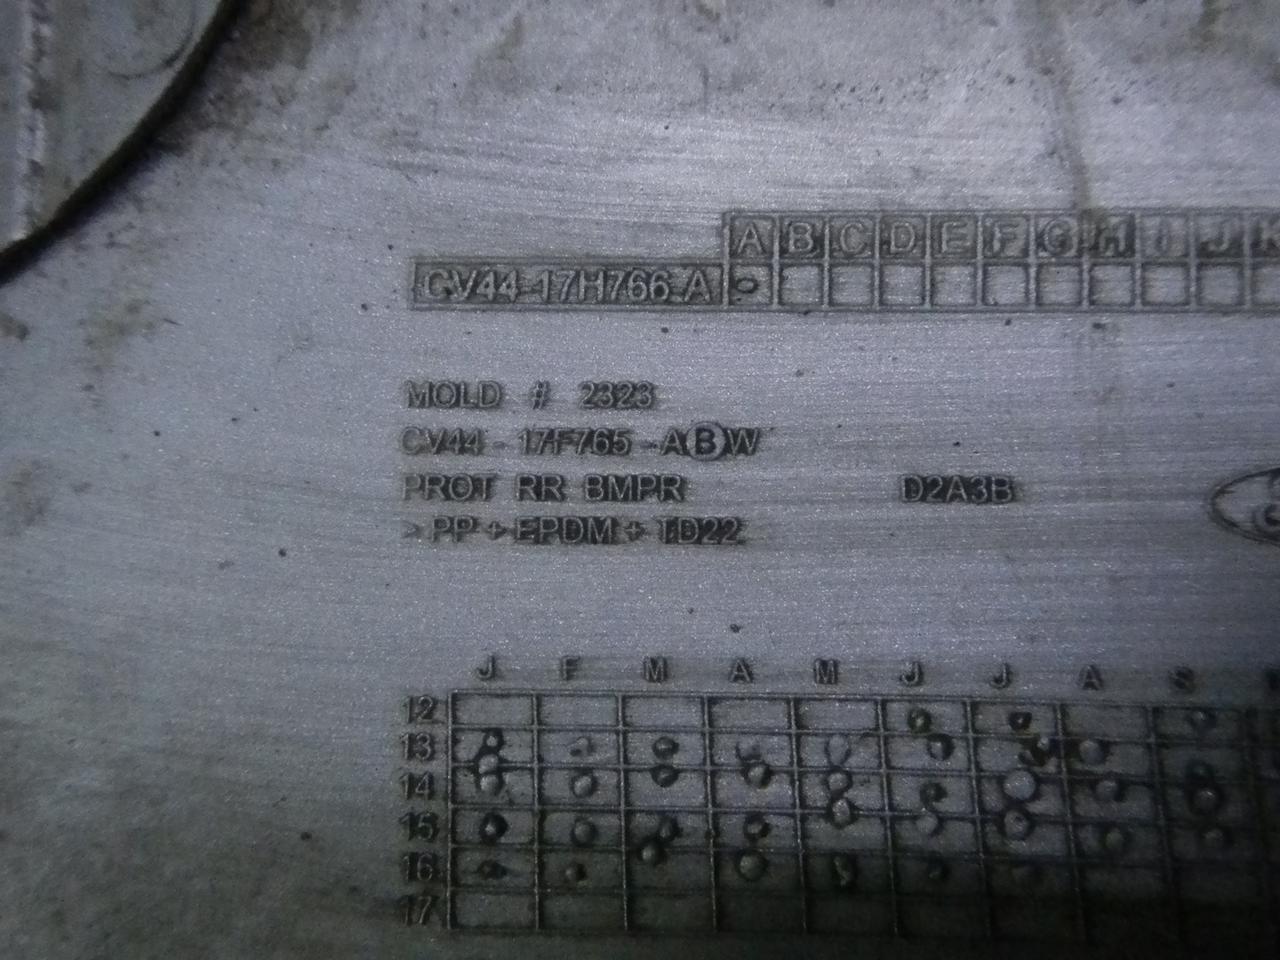 A B C D E F G H I J K
CV44-17H766 A
MOLD # 2323
CV44 - 17F765 - ABW
PROT RR BMPR D2A3B
> PP + EPDM + TD22
J F M A M J J A S
12
13
14
15
16
17